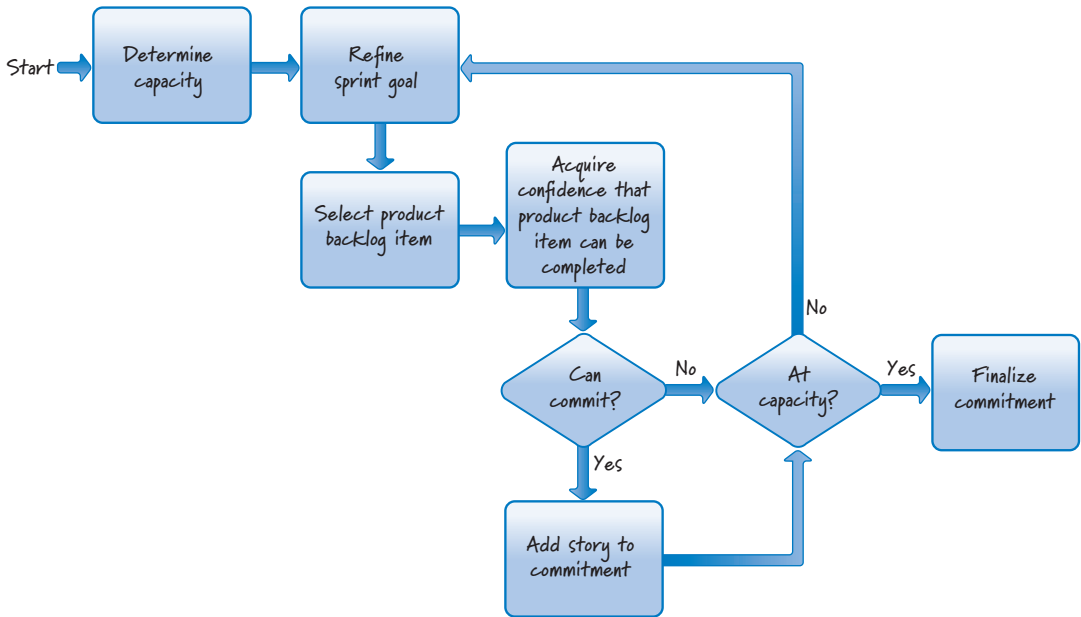 Start
Determine
capacity
Refine
sprint goal
Select product
backlog item
Acquire
confidence that
product backlog
item can be
completed
Can
commit?
No
Yes
Add story to
commitment
At
capacity?
No
Yes
Finalize
commitment